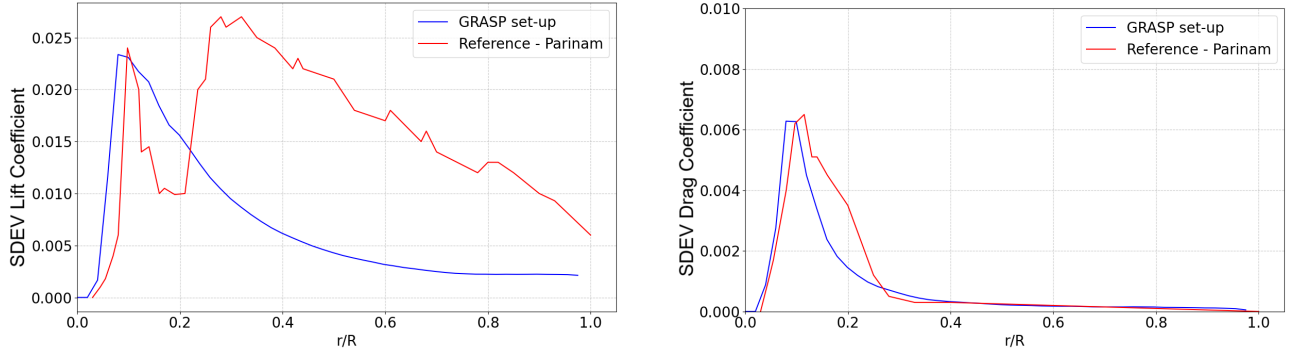 GRASP set-up
Reference - Parinam
SDEV Lift Coefficient
0.025
0.020
0.015
0.010
0.005
0.000
0.0 0.2 0.4 0.6 0.8 1.0
r/R
GRASP set-up
Reference - Parinam
SDEV Drag Coefficient
0.010
0.008
0.006
0.004
0.002
0.000
0.0 0.2 0.4 0.6 0.8 1.0
r/R